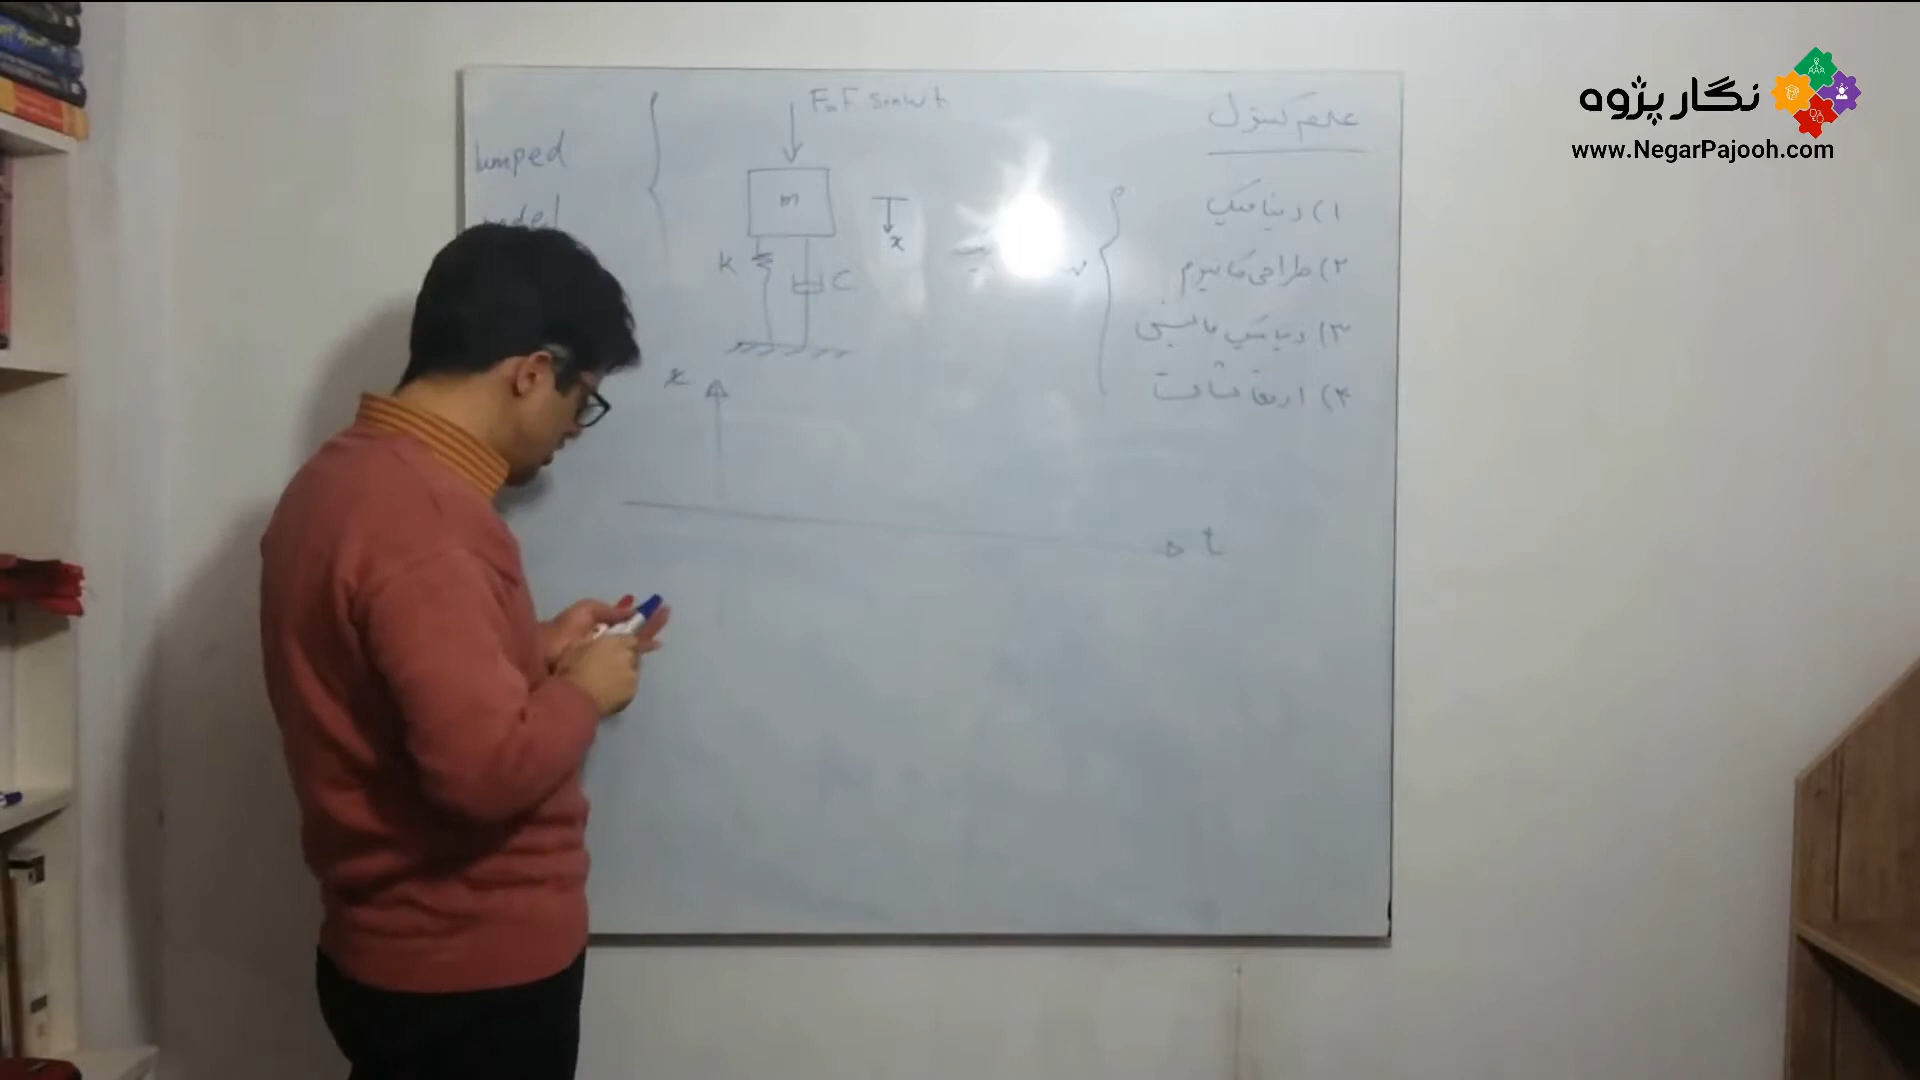 نگار پژوه
www.NegarPajooh.com
علم کنترل
۱) دینامیک
۲) طراحی مکانیزم
۳) دینامیک ماشین
۴) ارتعاشات
F=F sinωt
lumped
model
m
x
K
C
x
t